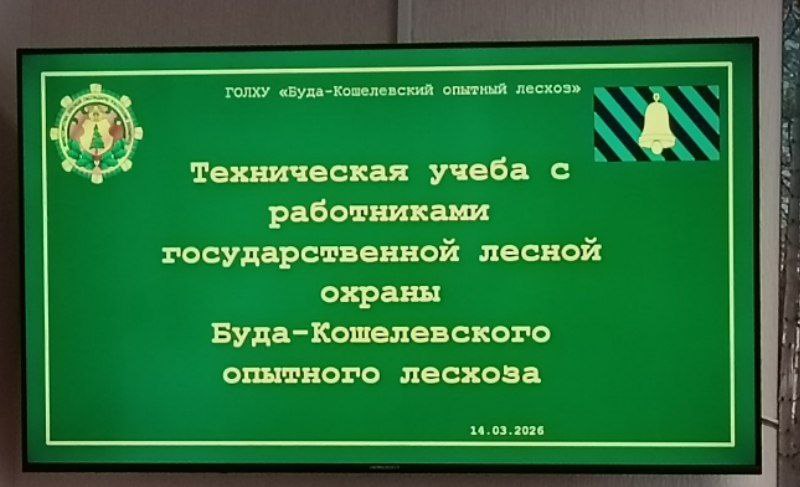 ГОЛХУ «Буда-Кошелевский опытный лесхоз»
Техническая учеба с
работниками
государственной лесной
охраны
Буда-Кошелевского
опытного лесхоза
14.03.2026